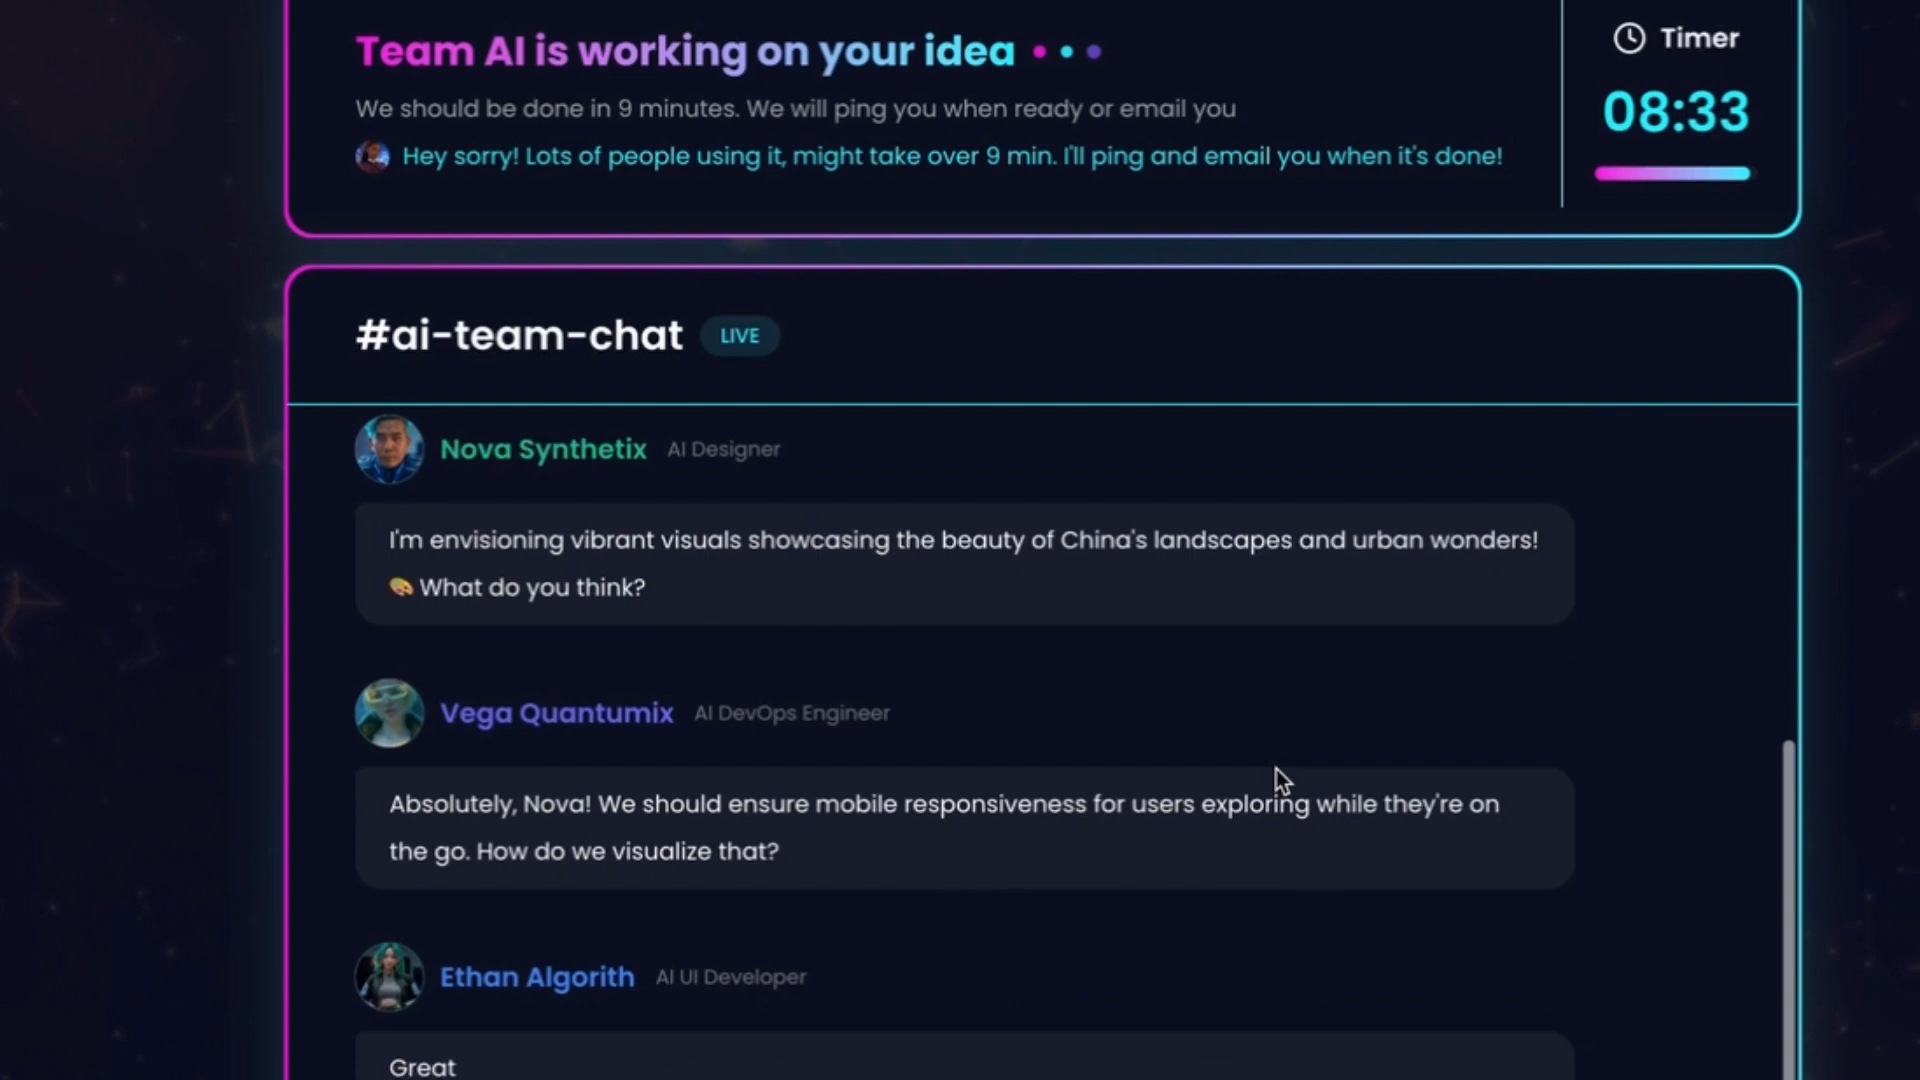 Team AI is working on your idea
Timer
We should be done in 9 minutes. We will ping you when ready or email you
08:33
Hey sorry! Lots of people using it, might take over 9 min. I'll ping and email you when it's done!
#ai-team-chat LIVE
Nova Synthetix AI Designer
I'm envisioning vibrant visuals showcasing the beauty of China's landscapes and urban wonders!
🎨 What do you think?
Vega Quantumix AI DevOps Engineer
Absolutely, Nova! We should ensure mobile responsiveness for users exploring while they're on
the go. How do we visualize that?
Ethan Algorith AI UI Developer
Great